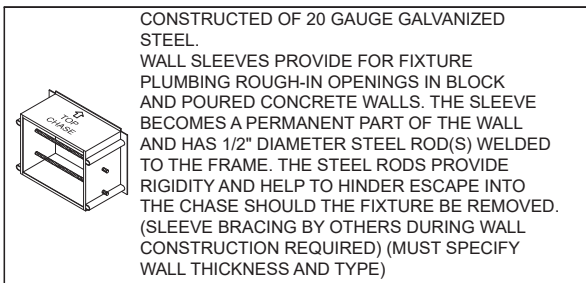 CONSTRUCTED OF 20 GAUGE GALVANIZED
STEEL.
WALL SLEEVES PROVIDE FOR FIXTURE
PLUMBING ROUGH-IN OPENINGS IN BLOCK
AND POURED CONCRETE WALLS. THE SLEEVE
BECOMES A PERMANENT PART OF THE WALL
AND HAS 1/2" DIAMETER STEEL ROD(S) WELDED
TO THE FRAME. THE STEEL RODS PROVIDE
RIGIDITY AND HELP TO HINDER ESCAPE INTO
THE CHASE SHOULD THE FIXTURE BE REMOVED.
(SLEEVE BRACING BY OTHERS DURING WALL
CONSTRUCTION REQUIRED) (MUST SPECIFY
WALL THICKNESS AND TYPE)
TOP
CHASE